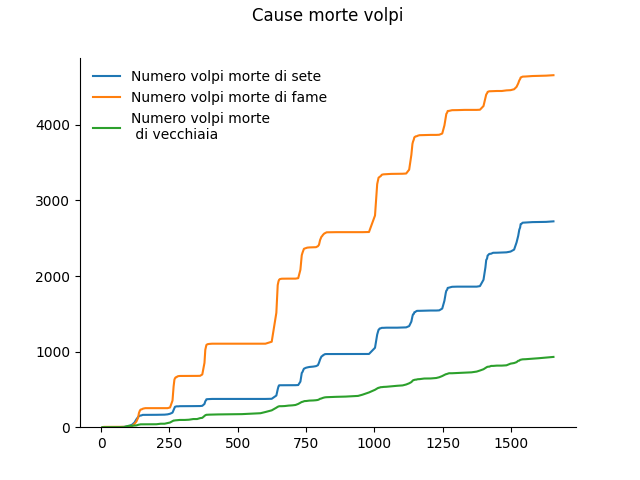 Cause morte volpi
Numero volpi morte di sete
Numero volpi morte di fame
Numero volpi morte
di vecchiaia
4000
3000
2000
1000
0
0 250 500 750 1000 1250 1500